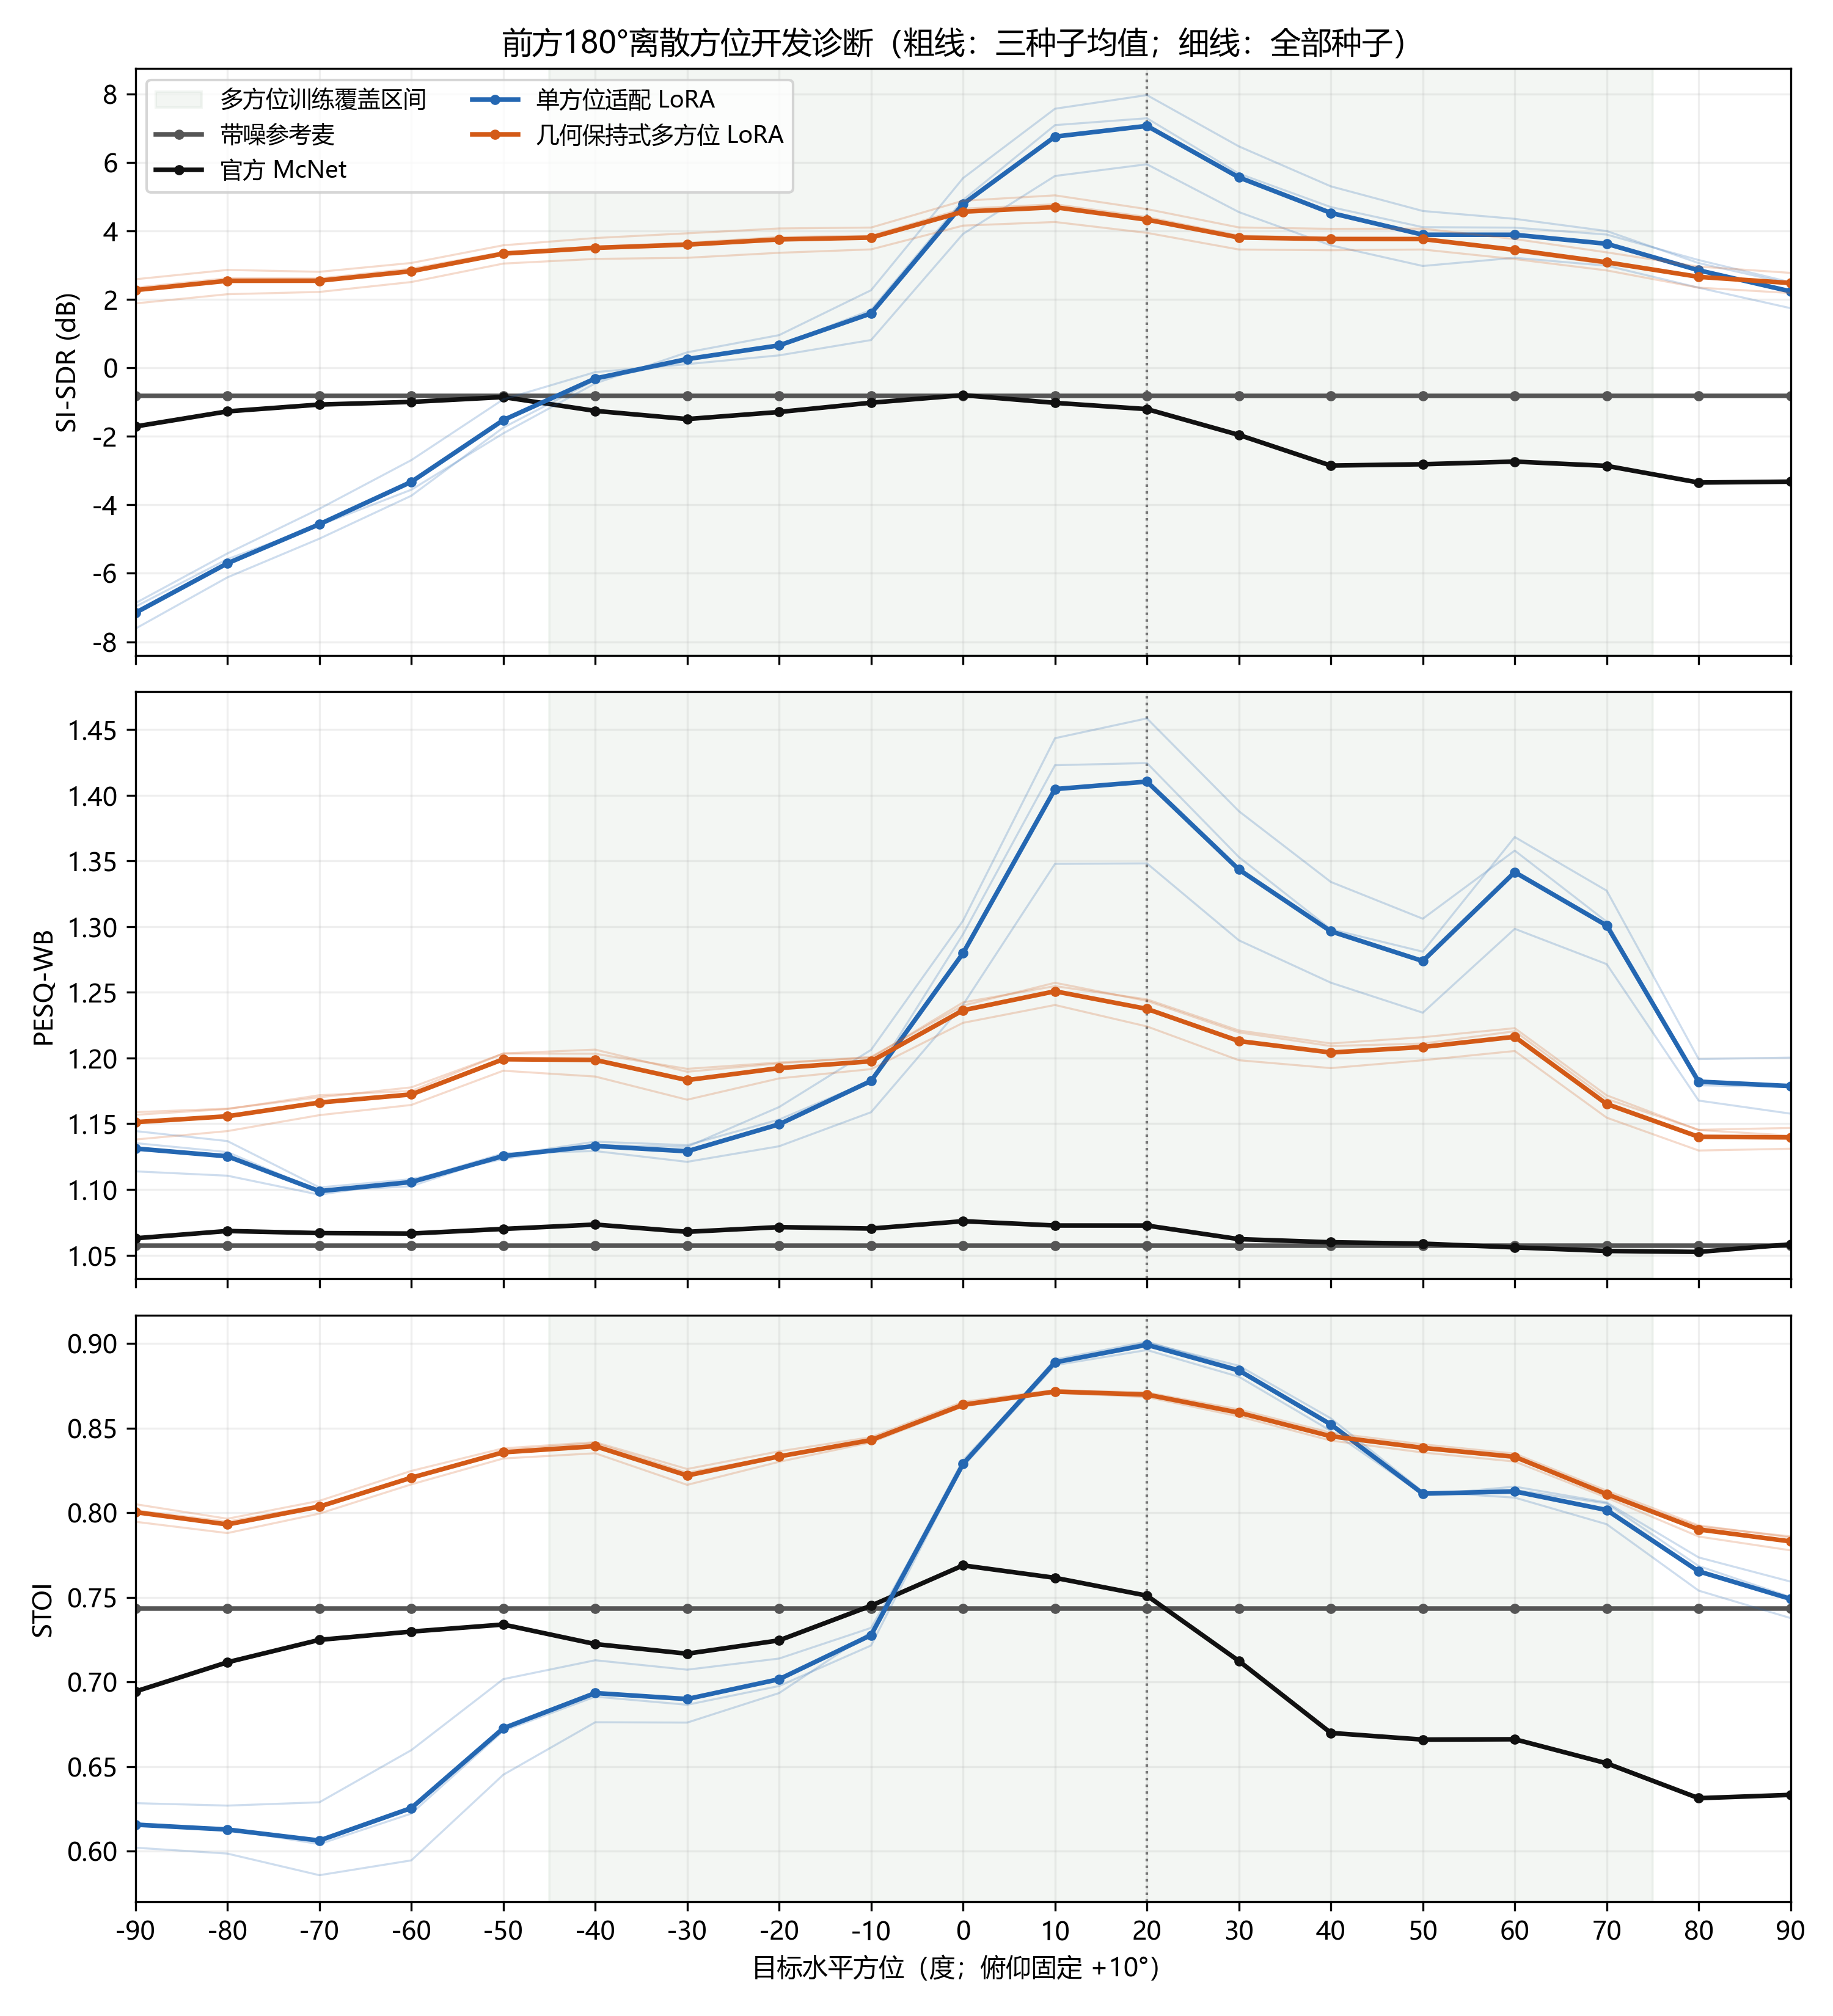 前方180°离散方位开发诊断（粗线：三种子均值；细线：全部种子）
多方位训练覆盖区间
带噪参考麦
官方 McNet
单方位适配 LoRA
几何保持式多方位 LoRA
SI-SDR (dB)
8
6
4
2
0
-2
-4
-6
-8
PESQ-WB
1.45
1.40
1.35
1.30
1.25
1.20
1.15
1.10
1.05
STOI
0.90
0.85
0.80
0.75
0.70
0.65
0.60
-90 -80 -70 -60 -50 -40 -30 -20 -10 0 10 20 30 40 50 60 70 80 90
目标水平方位（度；俯仰固定 +10°）